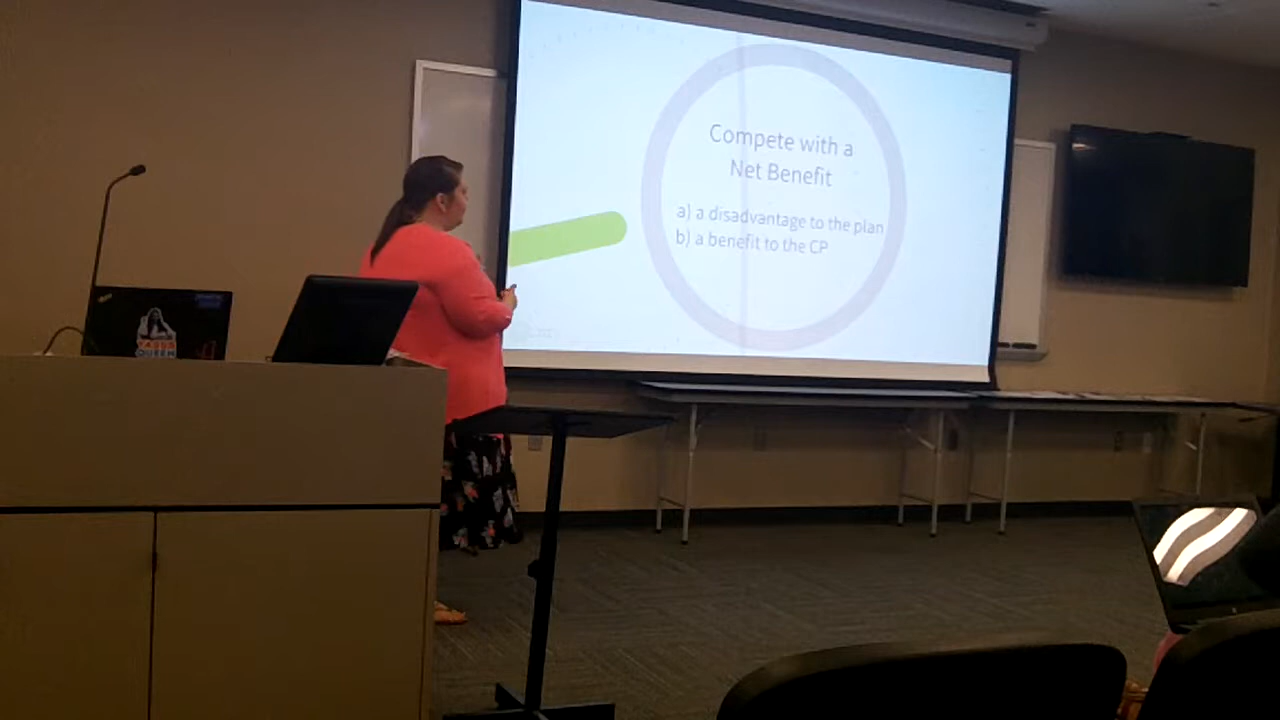 Compete with a
Net Benefit
a) a disadvantage to the plan
b) a benefit to the CP
YASSS
QUEEN